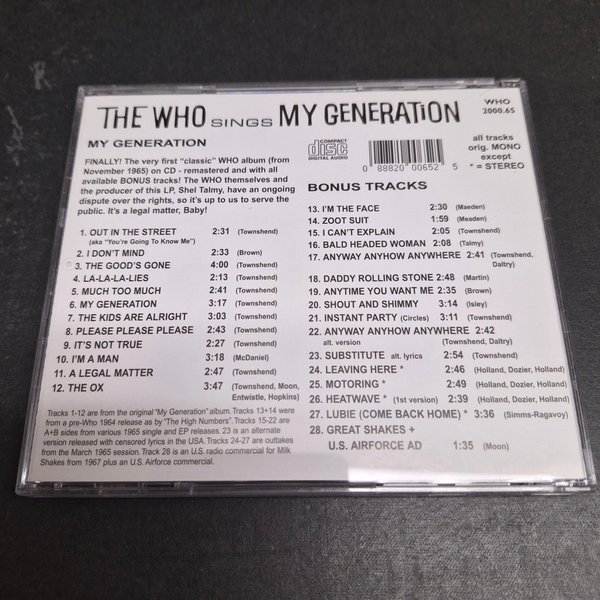 THE WHO SINGS MY GENERATION
WHO
2000.65
MY GENERATION
FINALLY! The very first "classic" WHO album (from
November 1965) on CD - remastered and with all
available BONUS tracks! The WHO themselves and
the producer of this LP, Shel Talmy, have an ongoing
dispute over the rights, so it's up to us to serve the
public. It's a legal matter, Baby!
COMPACT
disc
DIGITAL AUDIO
0 88820 00652 5
all tracks
orig. MONO
except
* = STEREO
1. OUT IN THE STREET 2:31 (Townshend)
(aka "You're Going To Know Me")
2. I DON'T MIND 2:33 (Brown)
3. THE GOOD'S GONE 4:00 (Townshend)
4. LA-LA-LA-LIES 2:13 (Townshend)
5. MUCH TOO MUCH 2:41 (Townshend)
6. MY GENERATION 3:17 (Townshend)
7. THE KIDS ARE ALRIGHT 3:03 (Townshend)
8. PLEASE PLEASE PLEASE 2:43 (Townshend)
9. IT'S NOT TRUE 2:27 (Townshend)
10. I'M A MAN 3:18 (McDaniel)
11. A LEGAL MATTER 2:47 (Townshend)
12. THE OX 3:47 (Townshend, Moon,
Entwistle, Hopkins)
Tracks 1-12 are from the original "My Generation" album. Tracks 13+14 were
from a pre-Who 1964 release as by "The High Numbers". Tracks 15-22 are
A+B sides from various 1965 single and EP releases. 23 is an alternate
version released with censored lyrics in the USA. Tracks 24-27 are outtakes
from the March 1965 session. Track 28 is an U.S. radio commercial for Milk
Shakes from 1967 plus an U.S. Airforce commercial.
BONUS TRACKS
13. I'M THE FACE 2:30 (Maeden)
14. ZOOT SUIT 1:59 (Meaden)
15. I CAN'T EXPLAIN 2:05 (Townshend)
16. BALD HEADED WOMAN 2:08 (Talmy)
17. ANYWAY ANYHOW ANYWHERE 2:41 (Townshend,
Daltry)
18. DADDY ROLLING STONE 2:48 (Martin)
19. ANYTIME YOU WANT ME 2:35 (Brown)
20. SHOUT AND SHIMMY 3:14 (Isley)
21. INSTANT PARTY (Circles) 3:11 (Townshend)
22. ANYWAY ANYHOW ANYWHERE 2:42
alt. version (Townshend, Daltry)
23. SUBSTITUTE alt. lyrics 2:54 (Townshend)
24. LEAVING HERE * 2:46 (Holland, Dozier, Holland)
25. MOTORING * 2:49 (Holland, Dozier, Holland)
26. HEATWAVE * (1st version) 2:39 (Holland, Dozier, Holland)
27. LUBIE (COME BACK HOME) * 3:36 (Simms-Ragavoy)
28. GREAT SHAKES +
U.S. AIRFORCE AD 1:35 (Moon)